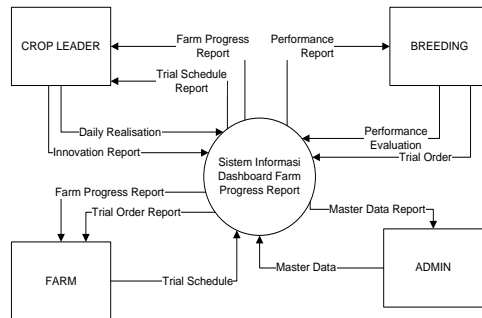 CROP LEADER
Farm Progress
Report
Performance
Report
BREEDING
Trial Schedule
Report
Daily Realisation
Innovation Report
Performance
Evaluation
Trial Order
Sistem Informasi
Dashboard Farm
Progress Report
Farm Progress Report
Trial Order Report
Master Data Report
FARM
Trial Schedule
Master Data
ADMIN